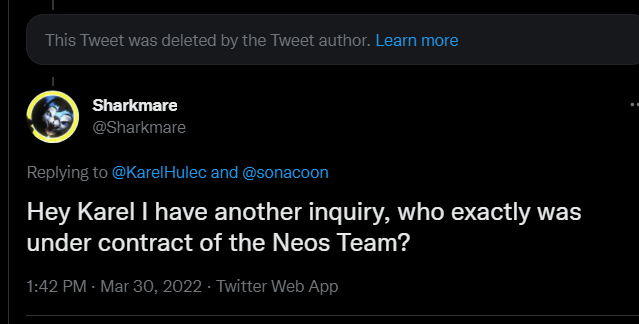 This Tweet was deleted by the Tweet author. Learn more
Sharkmare
@Sharkmare
Replying to @KarelHulec and @sonacoon
Hey Karel I have another inquiry, who exactly was
under contract of the Neos Team?
1:42 PM · Mar 30, 2022 · Twitter Web App